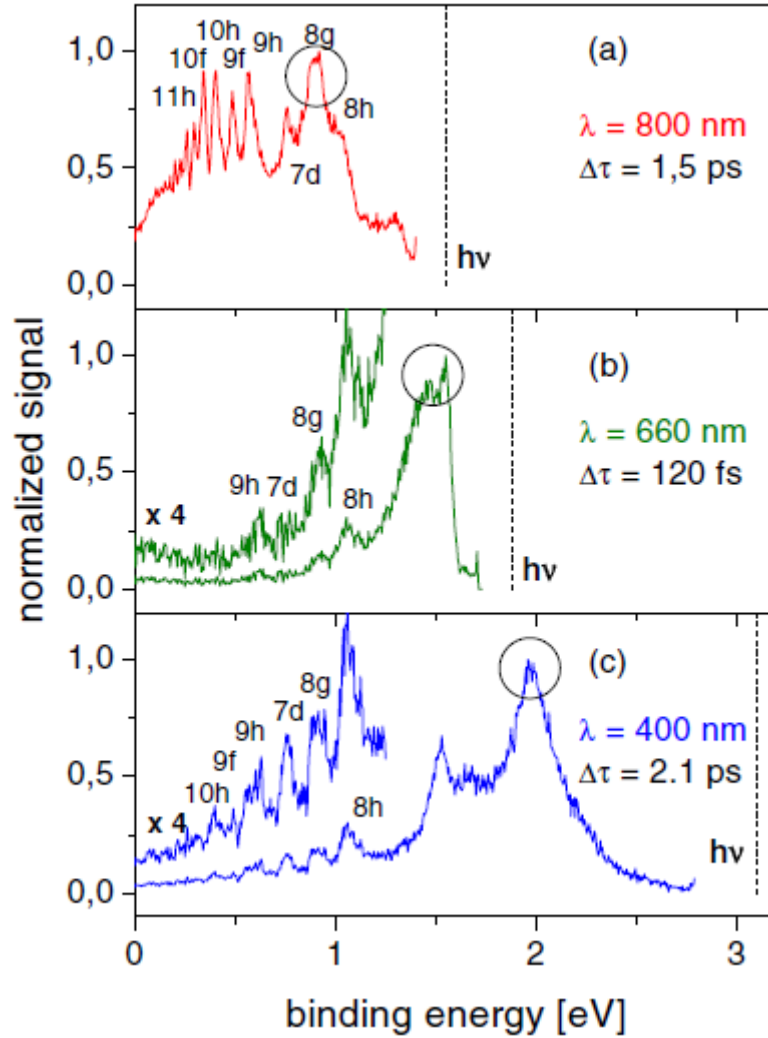 10h 9h 8g
10f 9f
11h 8h
7d
(a)
λ = 800 nm
Δτ = 1,5 ps
hν
1,0
0,5
0,0
(b)
λ = 660 nm
Δτ = 120 fs
8g
9h 7d
8h
x 4
hν
1,0
0,5
0,0
(c)
λ = 400 nm
Δτ = 2.1 ps
8g
7d
9h
9f
10h
8h
x 4
hν
1,0
0,5
0,0
0 1 2 3
normalized signal
binding energy [eV]